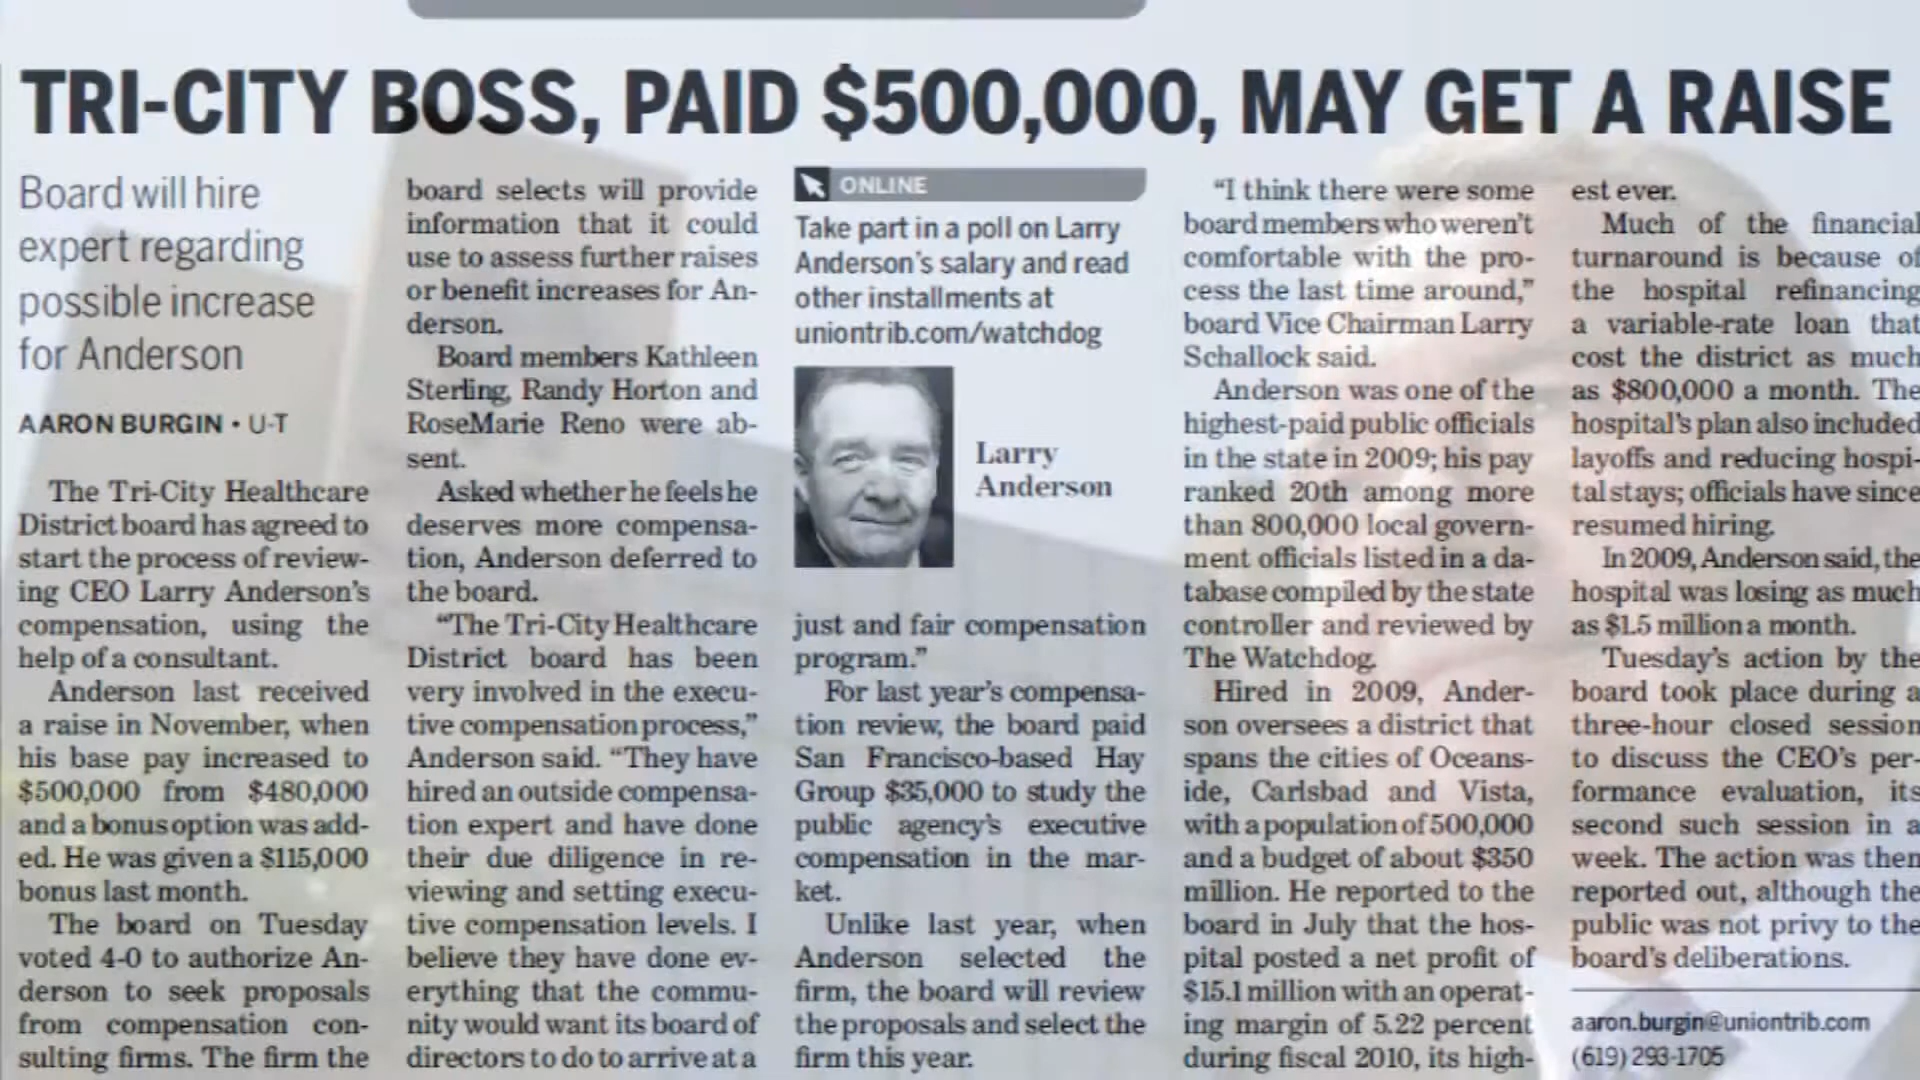 TRI-CITY BOSS, PAID $500,000, MAY GET A RAISE
Board will hire
expert regarding
possible increase
for Anderson
AARON BURGIN • U-T
The Tri-City Healthcare
District board has agreed to
start the process of review-
ing CEO Larry Anderson's
compensation, using the
help of a consultant.
Anderson last received
a raise in November, when
his base pay increased to
$500,000 from $480,000
and a bonus option was add-
ed. He was given a $115,000
bonus last month.
The board on Tuesday
voted 4-0 to authorize An-
derson to seek proposals
from compensation con-
sulting firms. The firm the
board selects will provide
information that it could
use to assess further raises
or benefit increases for An-
derson.
Board members Kathleen
Sterling, Randy Horton and
RoseMarie Reno were ab-
sent.
Asked whether he feels he
deserves more compensa-
tion, Anderson deferred to
the board.
"The Tri-City Healthcare
District board has been
very involved in the execu-
tive compensation process,"
Anderson said. "They have
hired an outside compensa-
tion expert and have done
their due diligence in re-
viewing and setting execu-
tive compensation levels. I
believe they have done ev-
erything that the commu-
nity would want its board of
directors to do to arrive at a
ONLINE
Take part in a poll on Larry
Anderson's salary and read
other installments at
uniontrib.com/watchdog
Larry
Anderson
just and fair compensation
program."
For last year's compensa-
tion review, the board paid
San Francisco-based Hay
Group $35,000 to study the
public agency's executive
compensation in the mar-
ket.
Unlike last year, when
Anderson selected the
firm, the board will review
the proposals and select the
firm this year.
"I think there were some
board members who weren't
comfortable with the pro-
cess the last time around,"
board Vice Chairman Larry
Schallock said.
Anderson was one of the
highest-paid public officials
in the state in 2009; his pay
ranked 20th among more
than 800,000 local govern-
ment officials listed in a da-
tabase compiled by the state
controller and reviewed by
The Watchdog.
Hired in 2009, Ander-
son oversees a district that
spans the cities of Oceans-
ide, Carlsbad and Vista,
with a population of 500,000
and a budget of about $350
million. He reported to the
board in July that the hos-
pital posted a net profit of
$15.1 million with an operat-
ing margin of 5.22 percent
during fiscal 2010, its high-
est ever.
Much of the financial
turnaround is because of
the hospital refinancing
a variable-rate loan that
cost the district as much
as $800,000 a month. The
hospital's plan also included
layoffs and reducing hospi-
tal stays; officials have since
resumed hiring.
In 2009, Anderson said, the
hospital was losing as much
as $1.5 million a month.
Tuesday's action by the
board took place during a
three-hour closed session
to discuss the CEO's per-
formance evaluation, its
second such session in a
week. The action was then
reported out, although the
public was not privy to the
board's deliberations.
aaron.burgin@uniontrib.com
(619) 293-1705